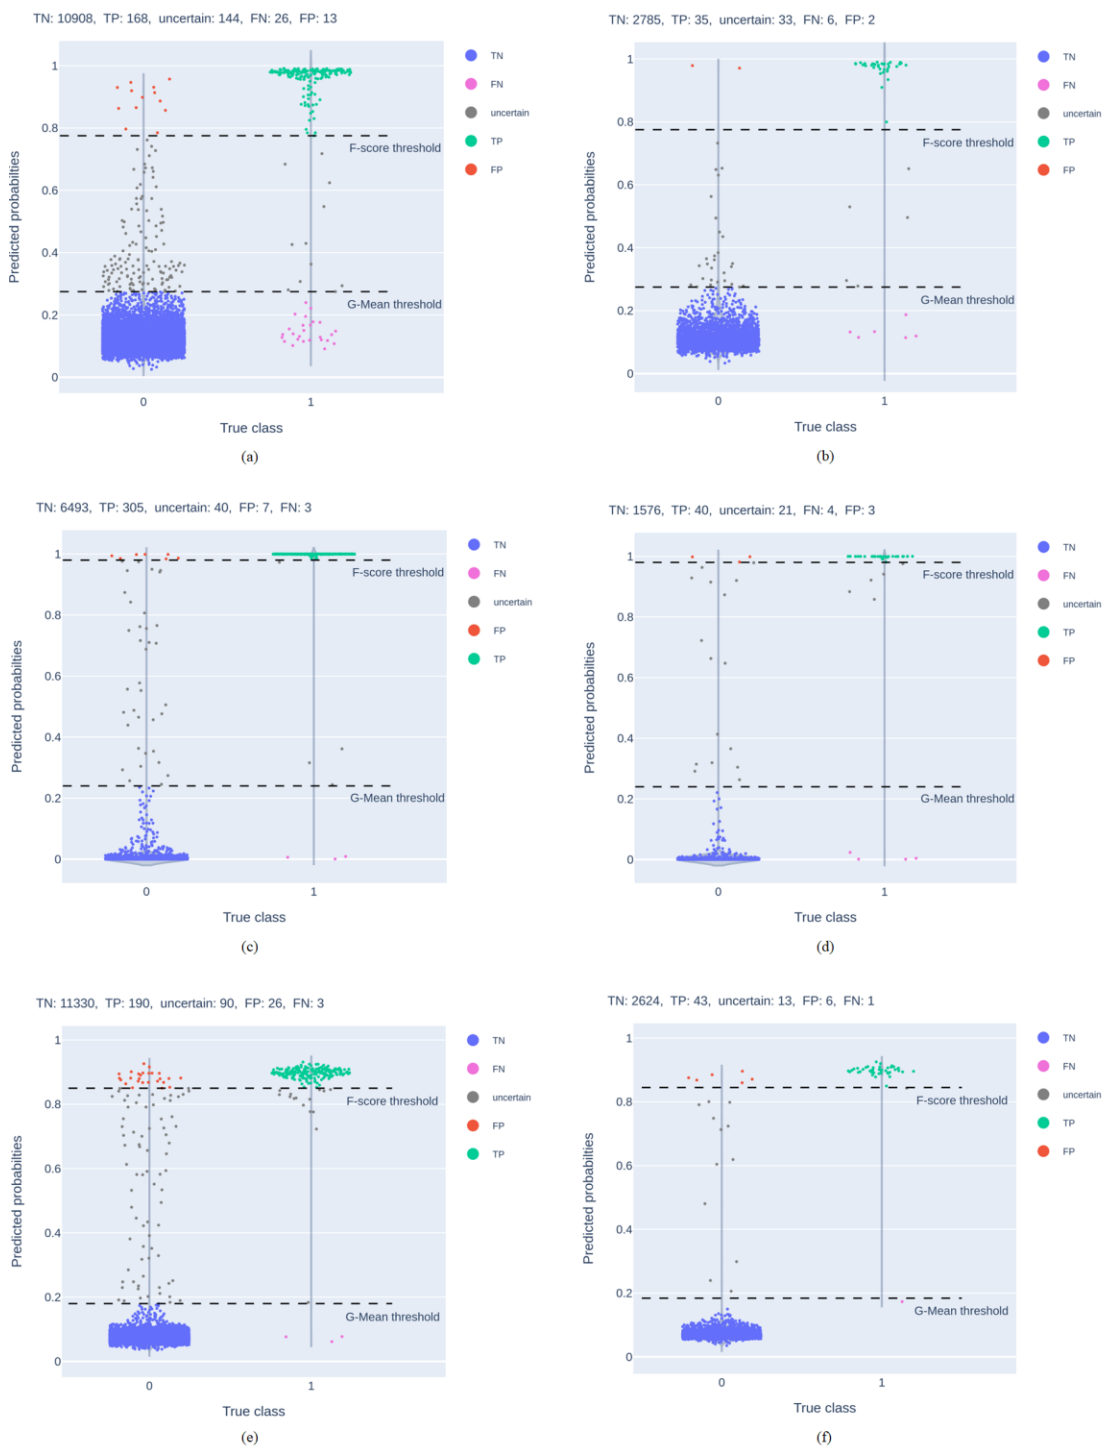 TN: 10908, TP: 168, uncertain: 144, FN: 26, FP: 13
1
0.8
0.6
0.4
0.2
0
Predicted probabilties
F-score threshold
G-Mean threshold
0 1
True class
TN
FN
uncertain
TP
FP
(a)
TN: 2785, TP: 35, uncertain: 33, FN: 6, FP: 2
1
0.8
0.6
0.4
0.2
0
Predicted probabilties
F-score threshold
G-Mean threshold
0 1
True class
TN
FN
uncertain
TP
FP
(b)
TN: 6493, TP: 305, uncertain: 40, FP: 7, FN: 3
1
0.8
0.6
0.4
0.2
0
Predicted probabilties
F-score threshold
G-Mean threshold
0 1
True class
TN
FN
uncertain
FP
TP
(c)
TN: 1576, TP: 40, uncertain: 21, FN: 4, FP: 3
1
0.8
0.6
0.4
0.2
0
Predicted probabilties
F-score threshold
G-Mean threshold
0 1
True class
TN
FN
uncertain
TP
FP
(d)
TN: 11330, TP: 190, uncertain: 90, FP: 26, FN: 3
1
0.8
0.6
0.4
0.2
0
Predicted probabilties
F-score threshold
G-Mean threshold
0 1
True class
TN
FN
uncertain
FP
TP
(e)
TN: 2624, TP: 43, uncertain: 13, FP: 6, FN: 1
1
0.8
0.6
0.4
0.2
0
Predicted probabilties
F-score threshold
G-Mean threshold
0 1
True class
TN
FN
uncertain
TP
FP
(f)